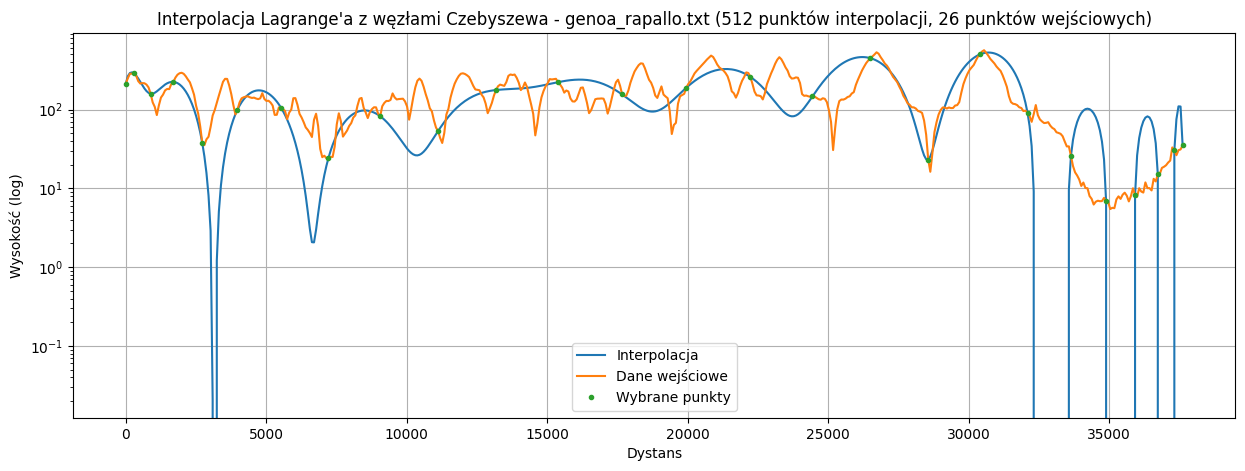 Interpolacja Lagrange'a z węzłami Czebyszewa - genoa_rapallo.txt (512 punktów interpolacji, 26 punktów wejściowych)
Wysokość (log)
10²
10¹
10⁰
10⁻¹
Interpolacja
Dane wejściowe
Wybrane punkty
0 5000 10000 15000 20000 25000 30000 35000
Dystans